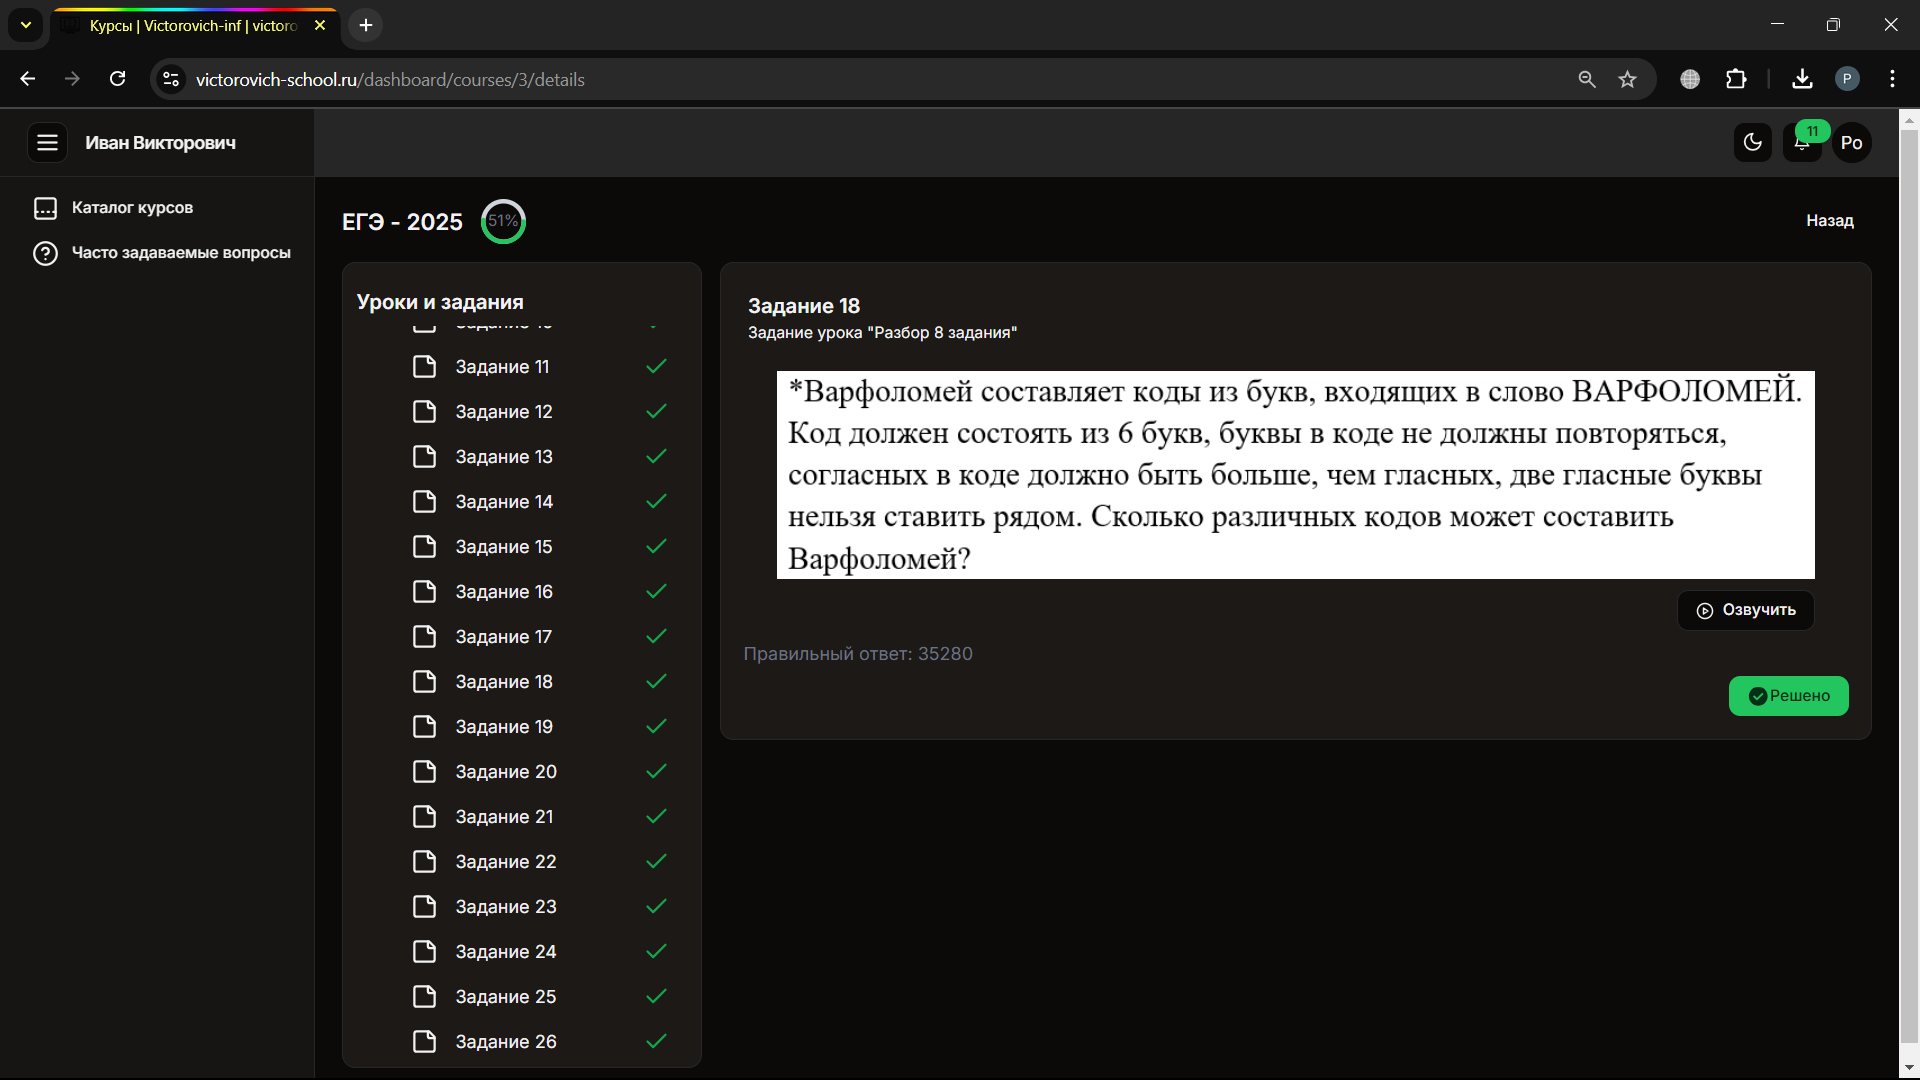 Курсы | Victorovich-inf | victoro
victorovich-school.ru/dashboard/courses/3/details
P
Иван Викторович
11
Po
Каталог курсов
Часто задаваемые вопросы
ЕГЭ - 2025
51%
Назад
Уроки и задания
Задание 11
Задание 12
Задание 13
Задание 14
Задание 15
Задание 16
Задание 17
Задание 18
Задание 19
Задание 20
Задание 21
Задание 22
Задание 23
Задание 24
Задание 25
Задание 26
Задание 18
Задание урока "Разбор 8 задания"
*Варфоломей составляет коды из букв, входящих в слово ВАРФОЛОМЕЙ.
Код должен состоять из 6 букв, буквы в коде не должны повторяться,
согласных в коде должно быть больше, чем гласных, две гласные буквы
нельзя ставить рядом. Сколько различных кодов может составить
Варфоломей?
Озвучить
Правильный ответ: 35280
Решено